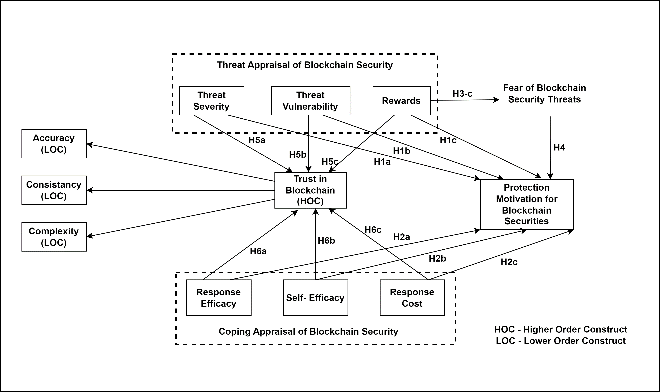 Threat Appraisal of Blockchain Security
Threat
Severity
Threat
Vulnerability
Rewards
H3-c
Fear of Blockchain
Security Threats
Accuracy
(LOC)
H5a
H5b
H5c
H1a
H1b
H1c
H4
Consistancy
(LOC)
Trust in
Blockchain
(HOC)
Protection
Motivation for
Blockchain
Securities
Complexity
(LOC)
H6a
H6b
H6c
H2a
H2b
H2c
Response
Efficacy
Self- Efficacy
Response
Cost
Coping Appraisal of Blockchain Security
HOC - Higher Order Construct
LOC - Lower Order Construct